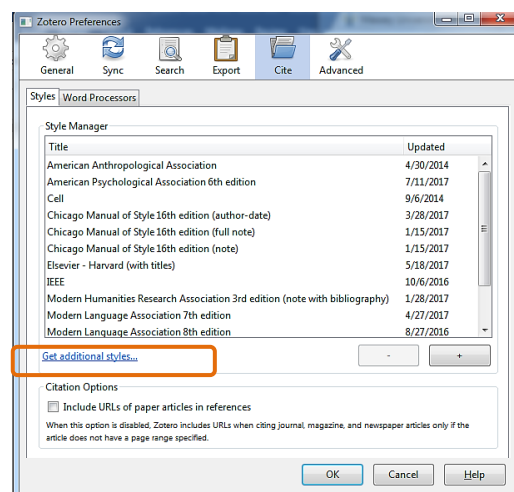 Zotero Preferences
General Sync Search Export Cite Advanced
Styles Word Processors
Style Manager
Title Updated
American Anthropological Association 4/30/2014
American Psychological Association 6th edition 7/11/2017
Cell 9/6/2014
Chicago Manual of Style 16th edition (author-date) 3/28/2017
Chicago Manual of Style 16th edition (full note) 1/15/2017
Chicago Manual of Style 16th edition (note) 1/15/2017
Elsevier - Harvard (with titles) 5/18/2017
IEEE 10/6/2016
Modern Humanities Research Association 3rd edition (note with bibliography) 1/28/2017
Modern Language Association 7th edition 4/27/2017
Modern Language Association 8th edition 8/27/2016
Get additional styles... - +
Citation Options
Include URLs of paper articles in references
When this option is disabled, Zotero includes URLs when citing journal, magazine, and newspaper articles only if the
article does not have a page range specified.
OK Cancel Help